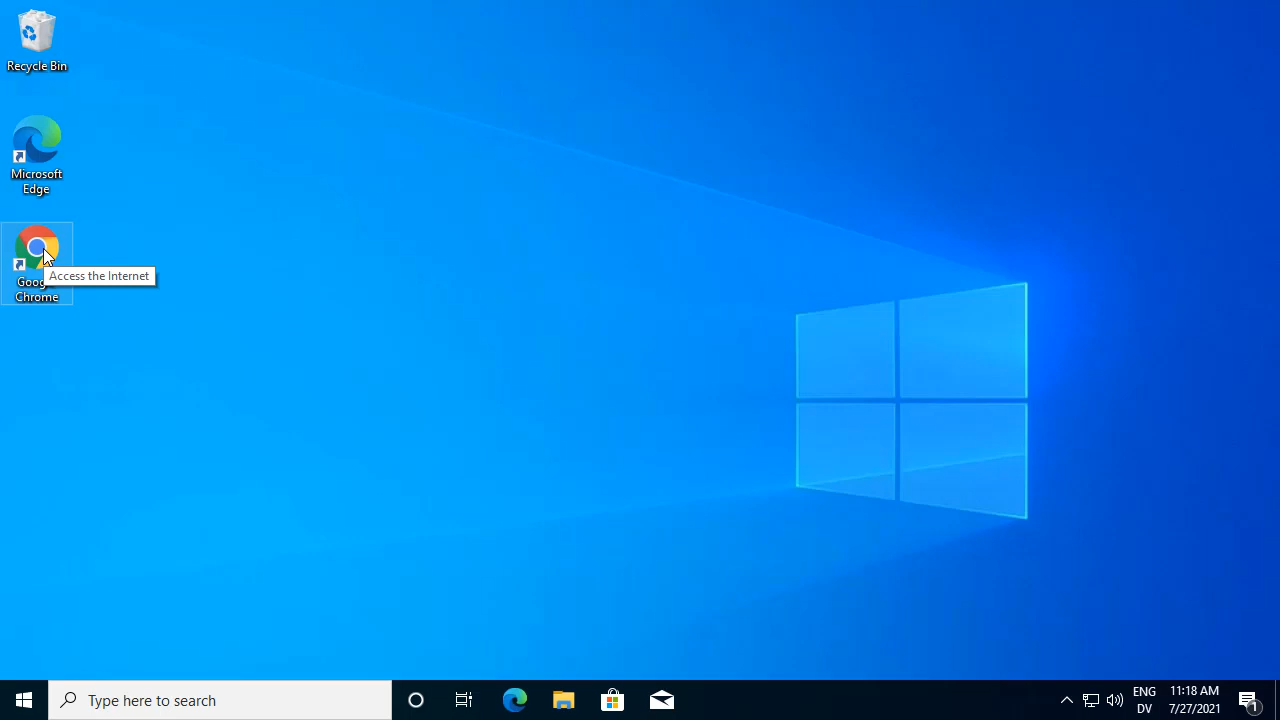 Recycle Bin
Microsoft
Edge
Access the Internet
Chrome
Type here to search
ENG
DV
11:18 AM
7/27/2021
1